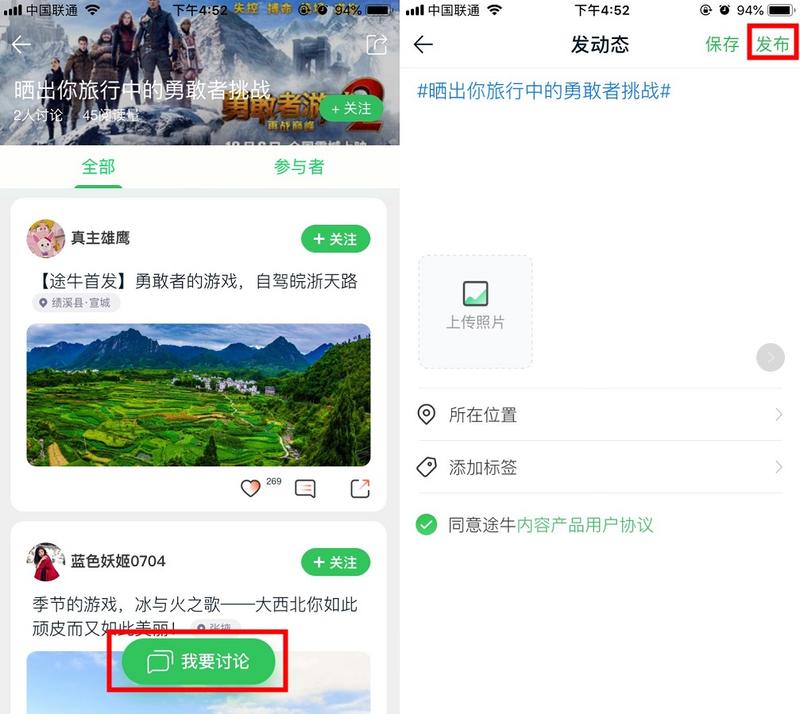 中国联通 下午4:52 94%
失控 搏命
晒出你旅行中的勇敢者挑战
2人讨论 45阅读量
勇敢者游 2
再战巅峰
+ 关注
全部 参与者
真主雄鹰
+ 关注
【途牛首发】勇敢者的游戏，自驾皖浙天路
绩溪县·宣城
269
蓝色妖姬0704
+ 关注
季节的游戏，冰与火之歌——大西北你如此
顽皮而又如此美丽！ 张掖
我要讨论
中国联通 下午4:52 94%
发动态 保存 发布
#晒出你旅行中的勇敢者挑战#
上传照片
所在位置
添加标签
同意途牛内容产品用户协议